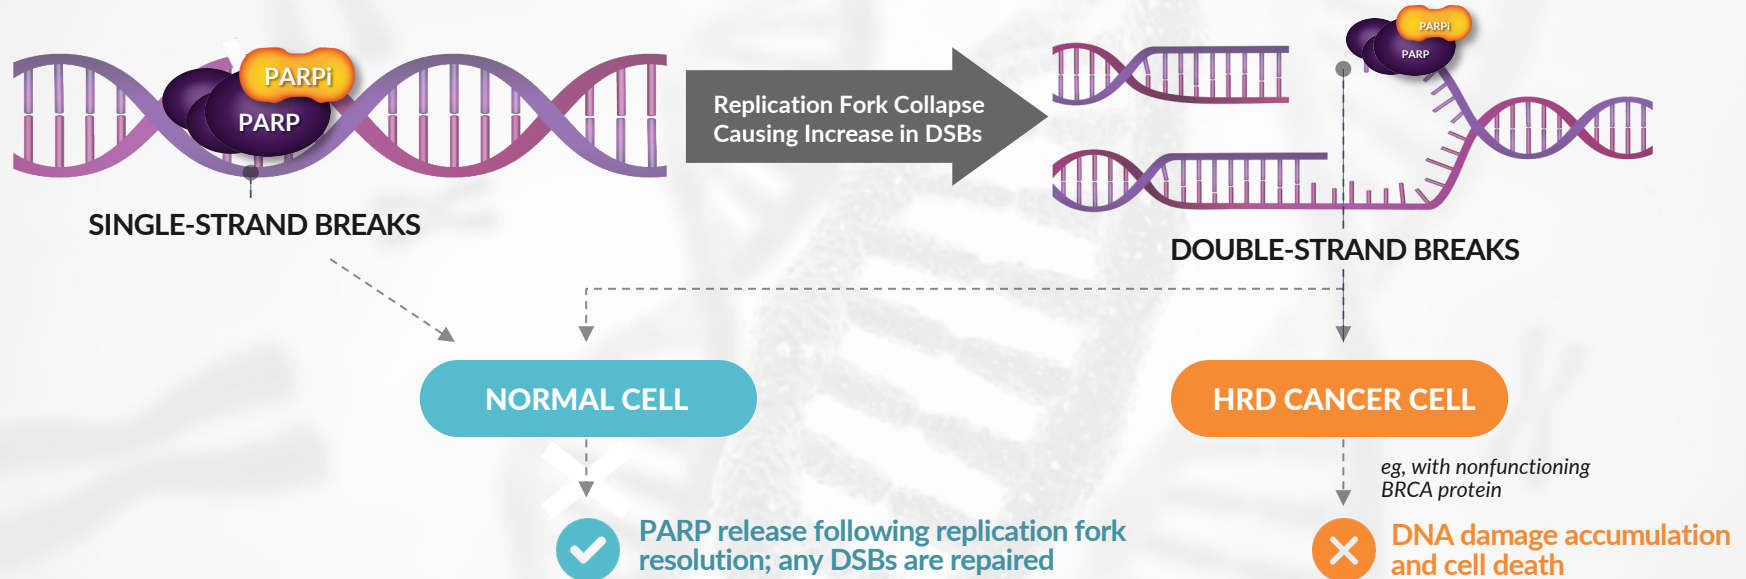 PARPi
PARP
SINGLE-STRAND BREAKS
Replication Fork Collapse
Causing Increase in DSBs
PARPi
PARP
DOUBLE-STRAND BREAKS
NORMAL CELL
HRD CANCER CELL
eg, with nonfunctioning
BRCA protein
PARP release following replication fork
resolution; any DSBs are repaired
DNA damage accumulation
and cell death